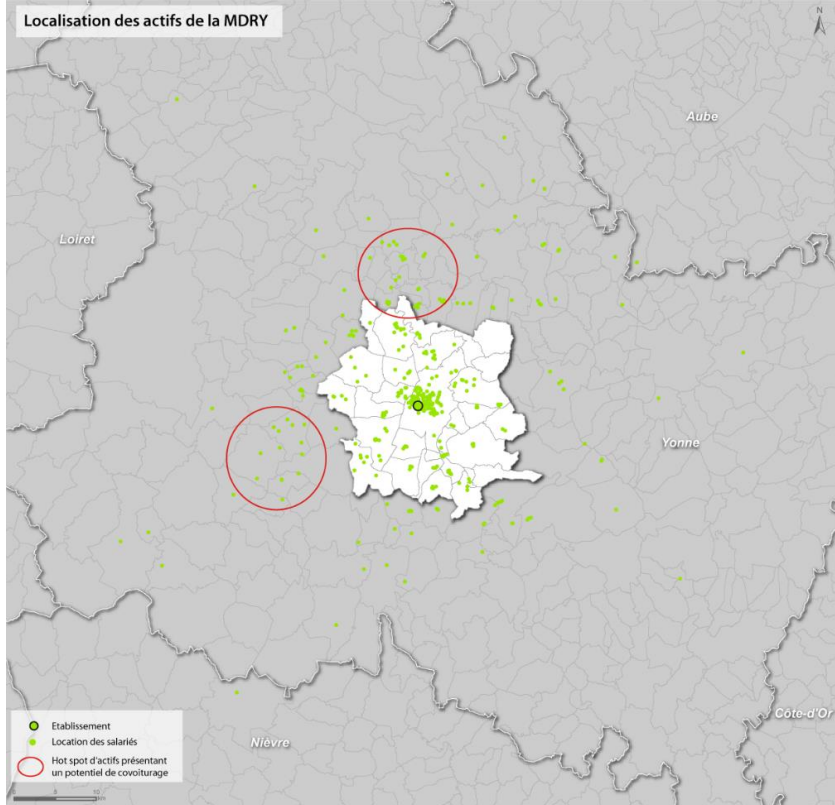 Localisation des actifs de la MDRY
N
Aube
Loiret
Yonne
Côte-d'Or
Nièvre
Etablissement
Location des salariés
Hot spot d'actifs présentant
un potentiel de covoiturage